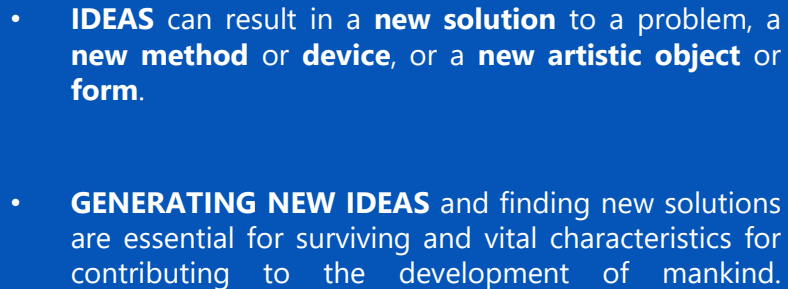 • IDEAS can result in a new solution to a problem, a
new method or device, or a new artistic object or
form.
• GENERATING NEW IDEAS and finding new solutions
are essential for surviving and vital characteristics for
contributing to the development of mankind.